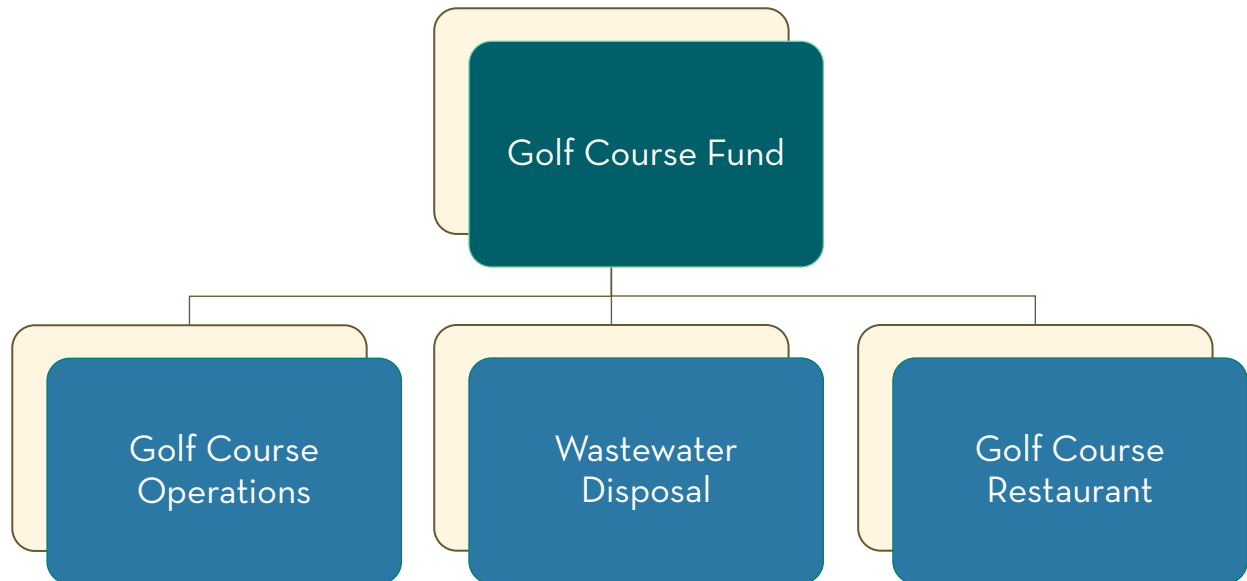 Golf Course Fund
Golf Course
Operations
Wastewater
Disposal
Golf Course
Restaurant